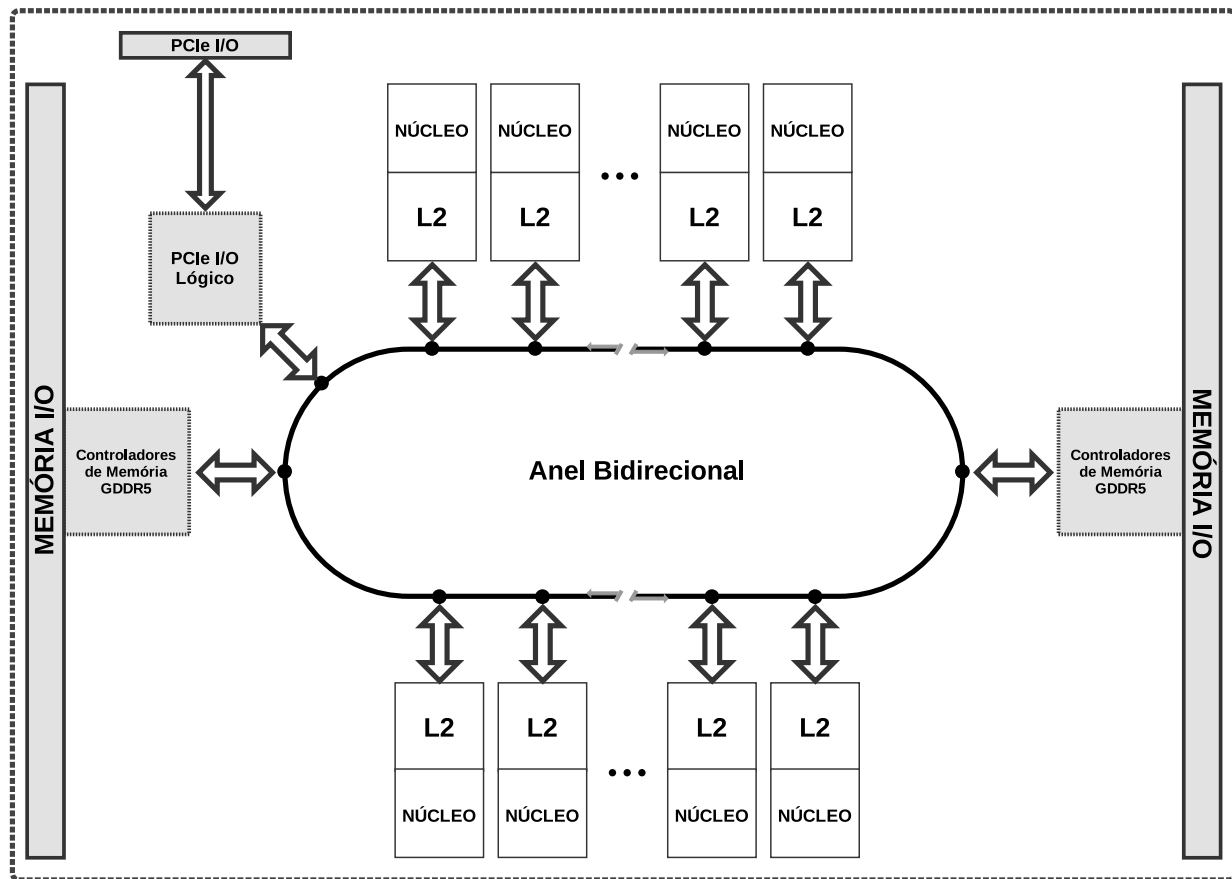 PCIe I/O
NÚCLEO
NÚCLEO
NÚCLEO
NÚCLEO
...
L2
L2
L2
L2
PCIe I/O
Lógico
MEMÓRIA I/O
Controladores
de Memória
GDDR5
Anel Bidirecional
Controladores
de Memória
GDDR5
MEMÓRIA I/O
L2
L2
L2
L2
...
NÚCLEO
NÚCLEO
NÚCLEO
NÚCLEO